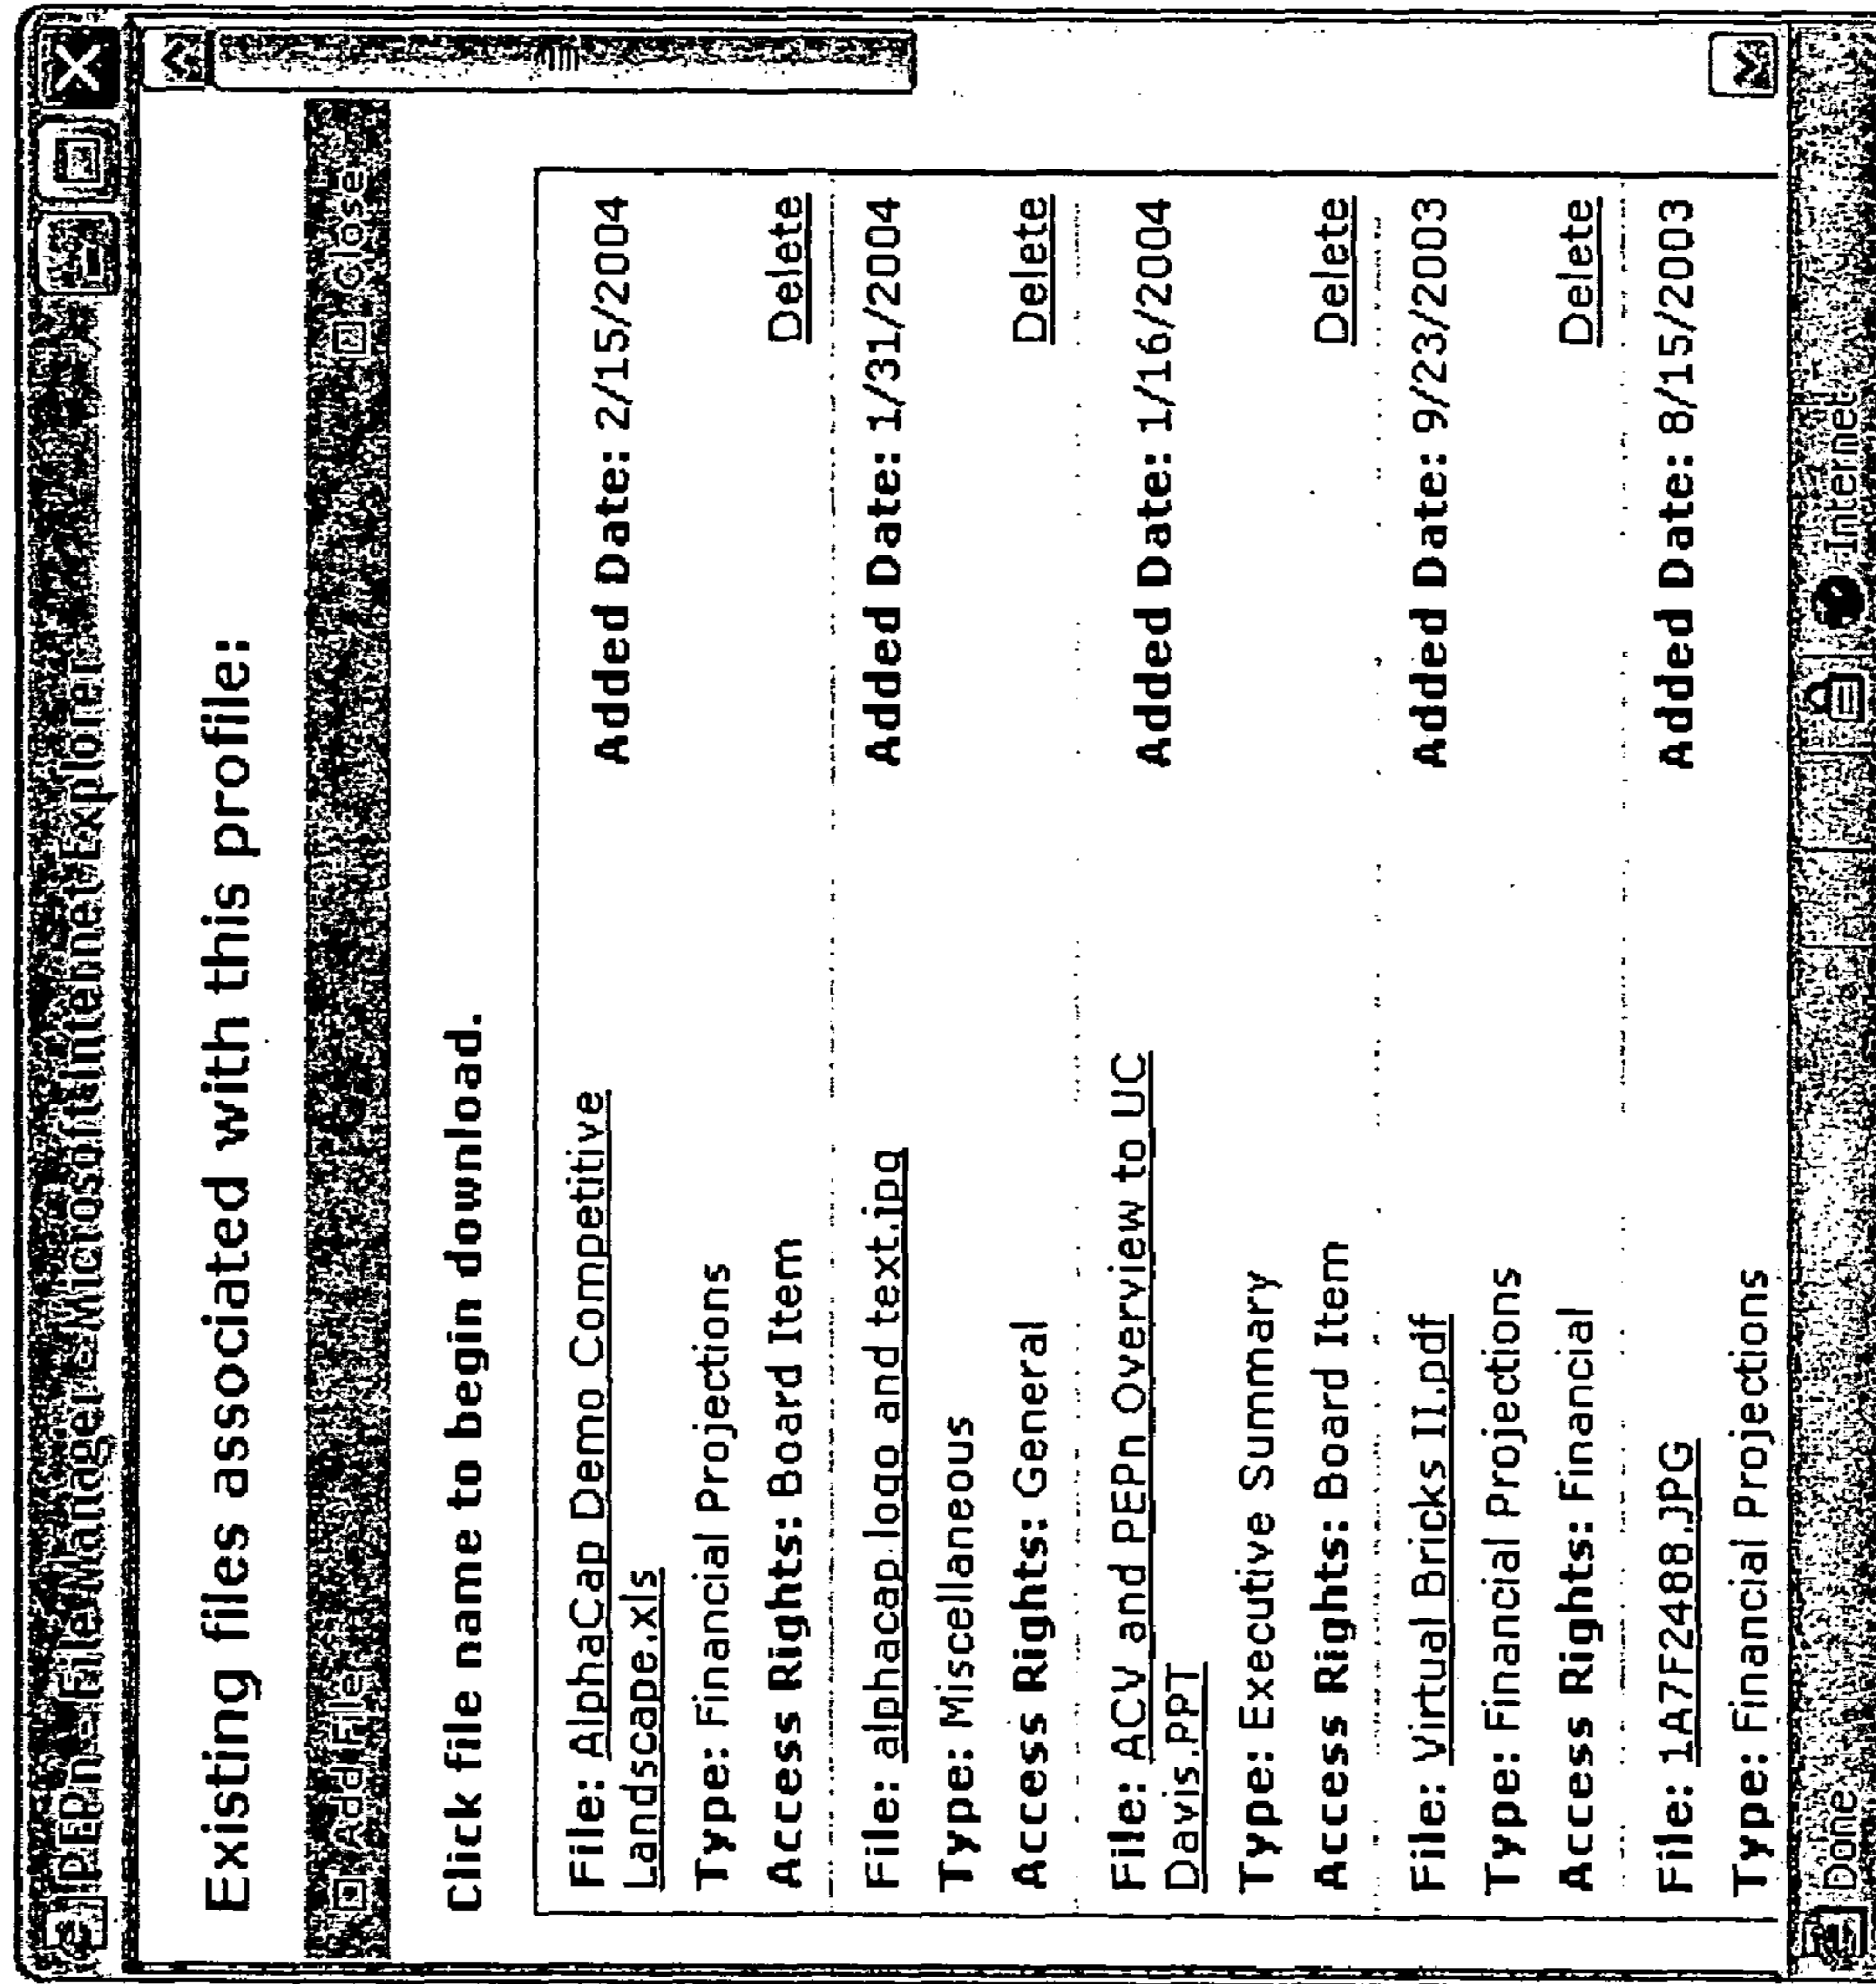 PEPn - File Manager - Microsoft Internet Explorer
Existing files associated with this profile:
Add File Close
Click file name to begin download.
File: AlphaCap Demo Competitive Added Date: 2/15/2004
Landscape.xls
Type: Financial Projections
Access Rights: Board Item Delete
File: alphacap logo and text.jpg Added Date: 1/31/2004
Type: Miscellaneous
Access Rights: General Delete
File: ACV and PEPn Overview to UC Added Date: 1/16/2004
Davis.PPT
Type: Executive Summary
Access Rights: Board Item Delete
File: Virtual Bricks II.pdf Added Date: 9/23/2003
Type: Financial Projections
Access Rights: Financial Delete
File: 1A7F2488.JPG Added Date: 8/15/2003
Type: Financial Projections
Done Internet